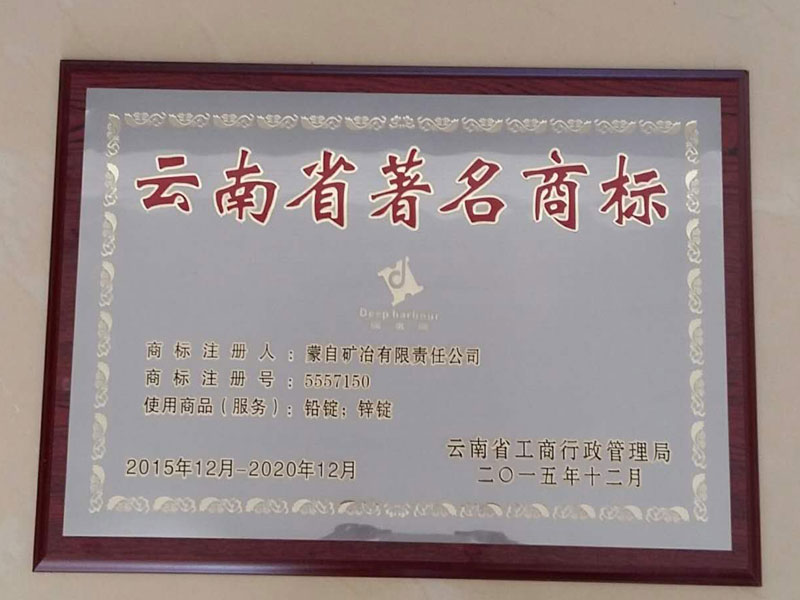 云南省著名商标
Deep harbour
商标注册人：蒙自矿冶有限责任公司
商标注册号：5557150
使用商品（服务）：铅锭；锌锭
云南省工商行政管理局
2015年12月-2020年12月
二〇一五年十二月